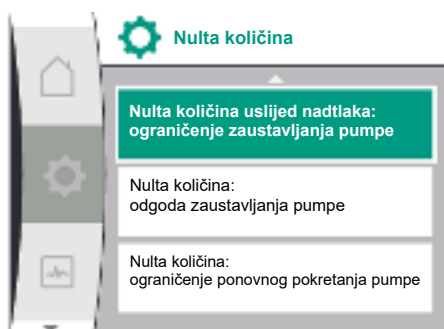 Nulta količina
Nulta količina uslijed nadtlaka:
ograničenje zaustavljanja pumpe
Nulta količina:
odgoda zaustavljanja pumpe
Nulta količina:
ograničenje ponovnog pokretanja pumpe